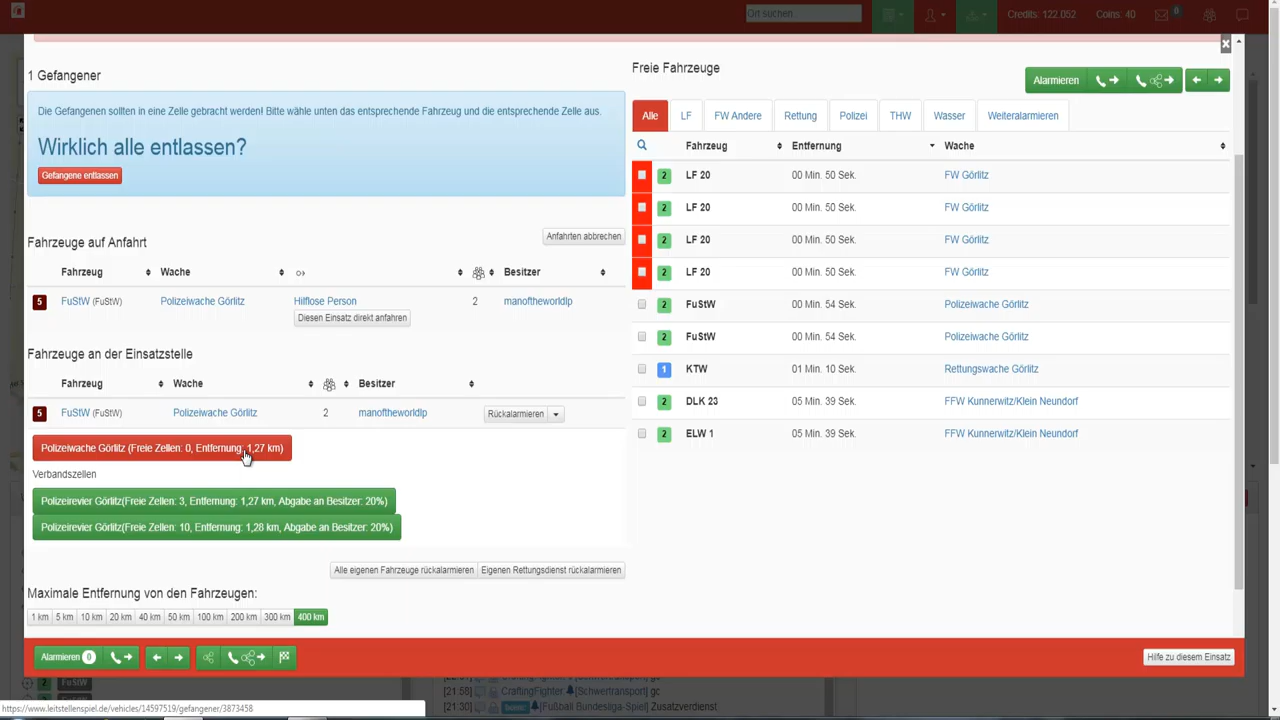 Ort suchen
Credits: 122.052
Coins: 40
0
1 Gefangener
Die Gefangenen sollten in eine Zelle gebracht werden! Bitte wähle unten das entsprechende Fahrzeug und die entsprechende Zelle aus.
Wirklich alle entlassen?
Gefangene entlassen
Fahrzeuge auf Anfahrt
Anfahrten abbrechen
Fahrzeug Wache Besitzer
5 FuStW (FuStW) Polizeiwache Görlitz Hilflose Person 2 manoftheworldlp
Diesen Einsatz direkt anfahren
Fahrzeuge an der Einsatzstelle
Fahrzeug Wache Besitzer
5 FuStW (FuStW) Polizeiwache Görlitz 2 manoftheworldlp Rückalarmieren
Polizeiwache Görlitz (Freie Zellen: 0, Entfernung: 1,27 km)
Verbandszellen
Polizeirevier Görlitz(Freie Zellen: 3, Entfernung: 1,27 km, Abgabe an Besitzer: 20%)
Polizeirevier Görlitz(Freie Zellen: 10, Entfernung: 1,28 km, Abgabe an Besitzer: 20%)
Alle eigenen Fahrzeuge rückalarmieren Eigenen Rettungsdienst rückalarmieren
Maximale Entfernung von den Fahrzeugen:
1 km 5 km 10 km 20 km 40 km 50 km 100 km 200 km 300 km 400 km
Freie Fahrzeuge
Alarmieren
Alle LF FW Andere Rettung Polizei THW Wasser Weiteralarmieren
Fahrzeug Entfernung Wache
2 LF 20 00 Min. 50 Sek. FW Görlitz
2 LF 20 00 Min. 50 Sek. FW Görlitz
2 LF 20 00 Min. 50 Sek. FW Görlitz
2 LF 20 00 Min. 50 Sek. FW Görlitz
2 FuStW 00 Min. 54 Sek. Polizeiwache Görlitz
2 FuStW 00 Min. 54 Sek. Polizeiwache Görlitz
1 KTW 01 Min. 10 Sek. Rettungswache Görlitz
2 DLK 23 05 Min. 39 Sek. FFW Kunnerwitz/Klein Neundorf
2 ELW 1 05 Min. 39 Sek. FFW Kunnerwitz/Klein Neundorf
Alarmieren 0
Hilfe zu diesem Einsatz
2 FuStW
[21:58] CraftingFighter [Schwertransport] gc
[Fußball Bundesliga-Spiel] Zusatzverdienst
https://www.leitstellenspiel.de/vehicles/14597519/gefangener/3873458